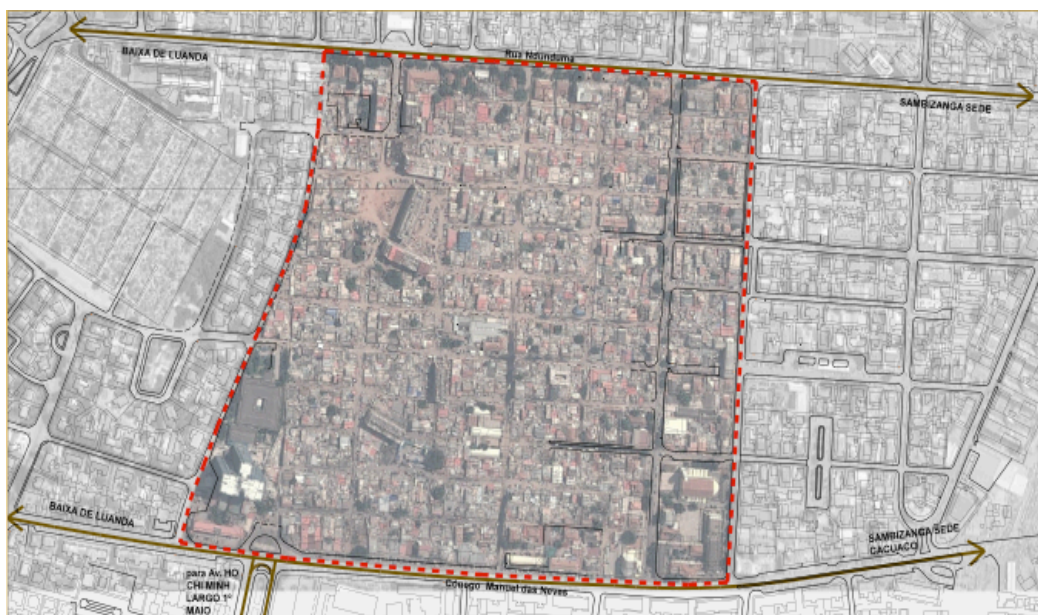 BAIXA DE LUANDA
Rua Ndunduma
SAMBIZANGA SEDE
BAIXA DE LUANDA
SAMBIZANGA SEDE
CACUACO
para Av. HO
CHI MINH
LARGO 1º
MAIO
Cónego Manuel das Neves